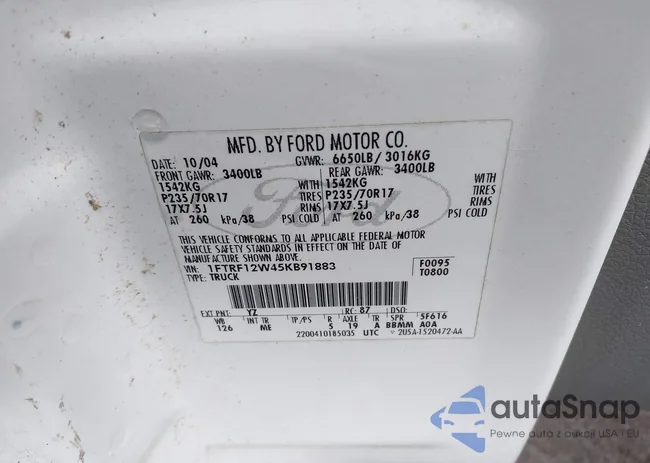 MFD. BY FORD MOTOR CO.
10/04 GVWR: 6650LB/ 3016KG
FRONT GAWR: 3400LB REAR GAWR: 3400LB
1542KG WITH 1542KG WITH
P235/70R17 TIRES P235/70R17 TIRES
17X7.5J RIMS 17X7.5J RIMS
AT 260 kPa/38 PSI COLD AT 260 kPa/38 PSI COLD
Ford
THIS VEHICLE CONFORMS TO ALL APPLICABLE FEDERAL MOTOR
VEHICLE SAFETY STANDARDS IN EFFECT ON THE DATE OF
MANUFACTURE SHOWN ABOVE.
VIN: 1FTRF12W45KB91883 F0095
TYPE: TRUCK T0800
EXT PNT: YZ RC: 87 DSO:
WB INT TR TP/PS R AXLE TR SPR 5F616
126 ME 5 19 A BBMM A0A
2200410185035 UTC 2U5A-1520472-AA
autoSnap
Pewne auto z aukcji USA i EU